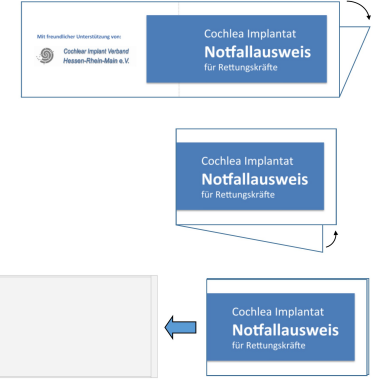 Mit freundlicher Unterstützung von:
Cochlear Implant Verband
Hessen-Rhein-Main e.V.
Cochlea Implantat
Notfallausweis
für Rettungskräfte
Cochlea Implantat
Notfallausweis
für Rettungskräfte
Cochlea Implantat
Notfallausweis
für Rettungskräfte